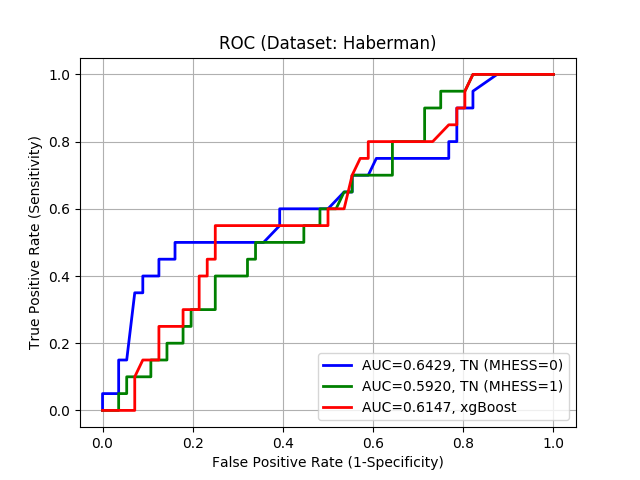 ROC (Dataset: Haberman)
True Positive Rate (Sensitivity)
1.0
0.8
0.6
0.4
0.2
0.0
AUC=0.6429, TN (MHESS=0)
AUC=0.5920, TN (MHESS=1)
AUC=0.6147, xgBoost
0.0 0.2 0.4 0.6 0.8 1.0
False Positive Rate (1-Specificity)